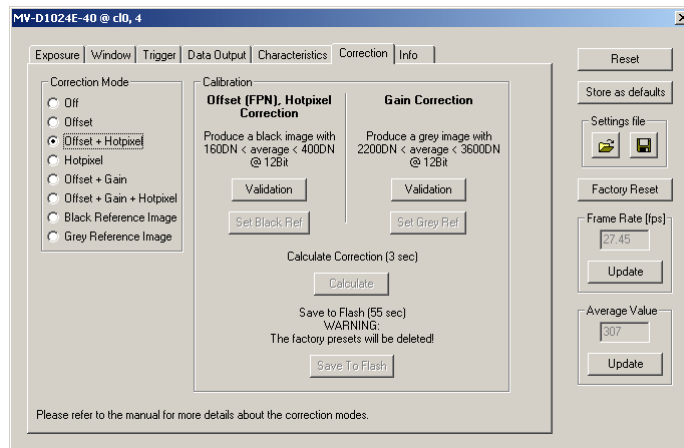 MV-D1024E-40 @ cl0, 4
Exposure
Window
Trigger
Data Output
Characteristics
Correction
Info
Correction Mode
Off
Offset
Offset + Hotpixel
Hotpixel
Offset + Gain
Offset + Gain + Hotpixel
Black Reference Image
Grey Reference Image
Calibration
Offset (FPN), Hotpixel
Correction
Produce a black image with
160DN < average < 400DN
@ 12Bit
Validation
Set Black Ref
Gain Correction
Produce a grey image with
2200DN < average < 3600DN
@ 12Bit
Validation
Set Grey Ref
Calculate Correction (3 sec)
Calculate
Save to Flash (55 sec)
WARNING:
The factory presets will be deleted!
Save To Flash
Please refer to the manual for more details about the correction modes.
Reset
Store as defaults
Settings file
Factory Reset
Frame Rate [fps]
27.45
Update
Average Value
307
Update